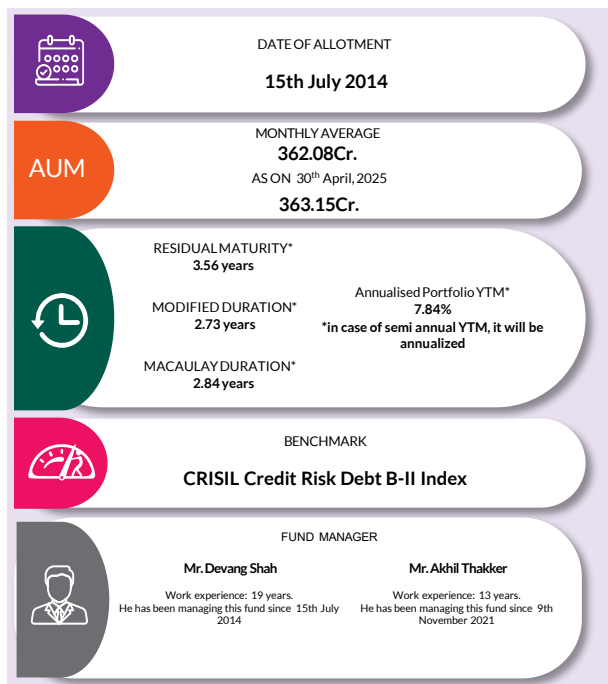 DATE OF ALLOTMENT
15th July 2014
AUM
MONTHLY AVERAGE
362.08Cr.
AS ON 30th April, 2025
363.15Cr.
RESIDUAL MATURITY*
3.56 years
MODIFIED DURATION*
2.73 years
MACAULAY DURATION*
2.84 years
Annualised Portfolio YTM*
7.84%
*in case of semi annual YTM, it will be
annualized
BENCHMARK
CRISIL Credit Risk Debt B-II Index
FUND MANAGER
Mr. Devang Shah
Work experience: 19 years.
He has been managing this fund since 15th July
2014
Mr. Akhil Thakker
Work experience: 13 years.
He has been managing this fund since 9th
November 2021